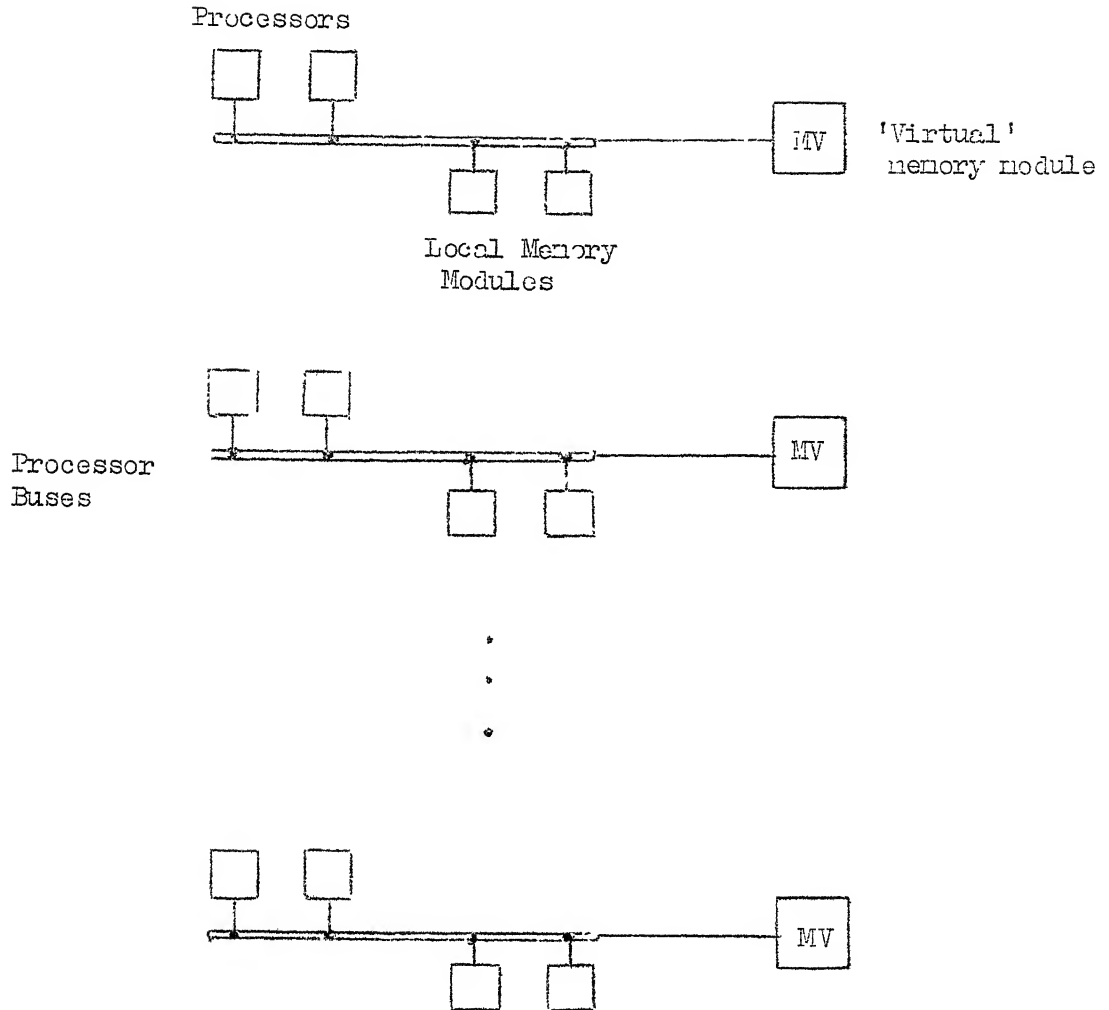 Processors
MV
'Virtual'
memory module
Local Memory
Modules
Processor
Buses
MV
MV